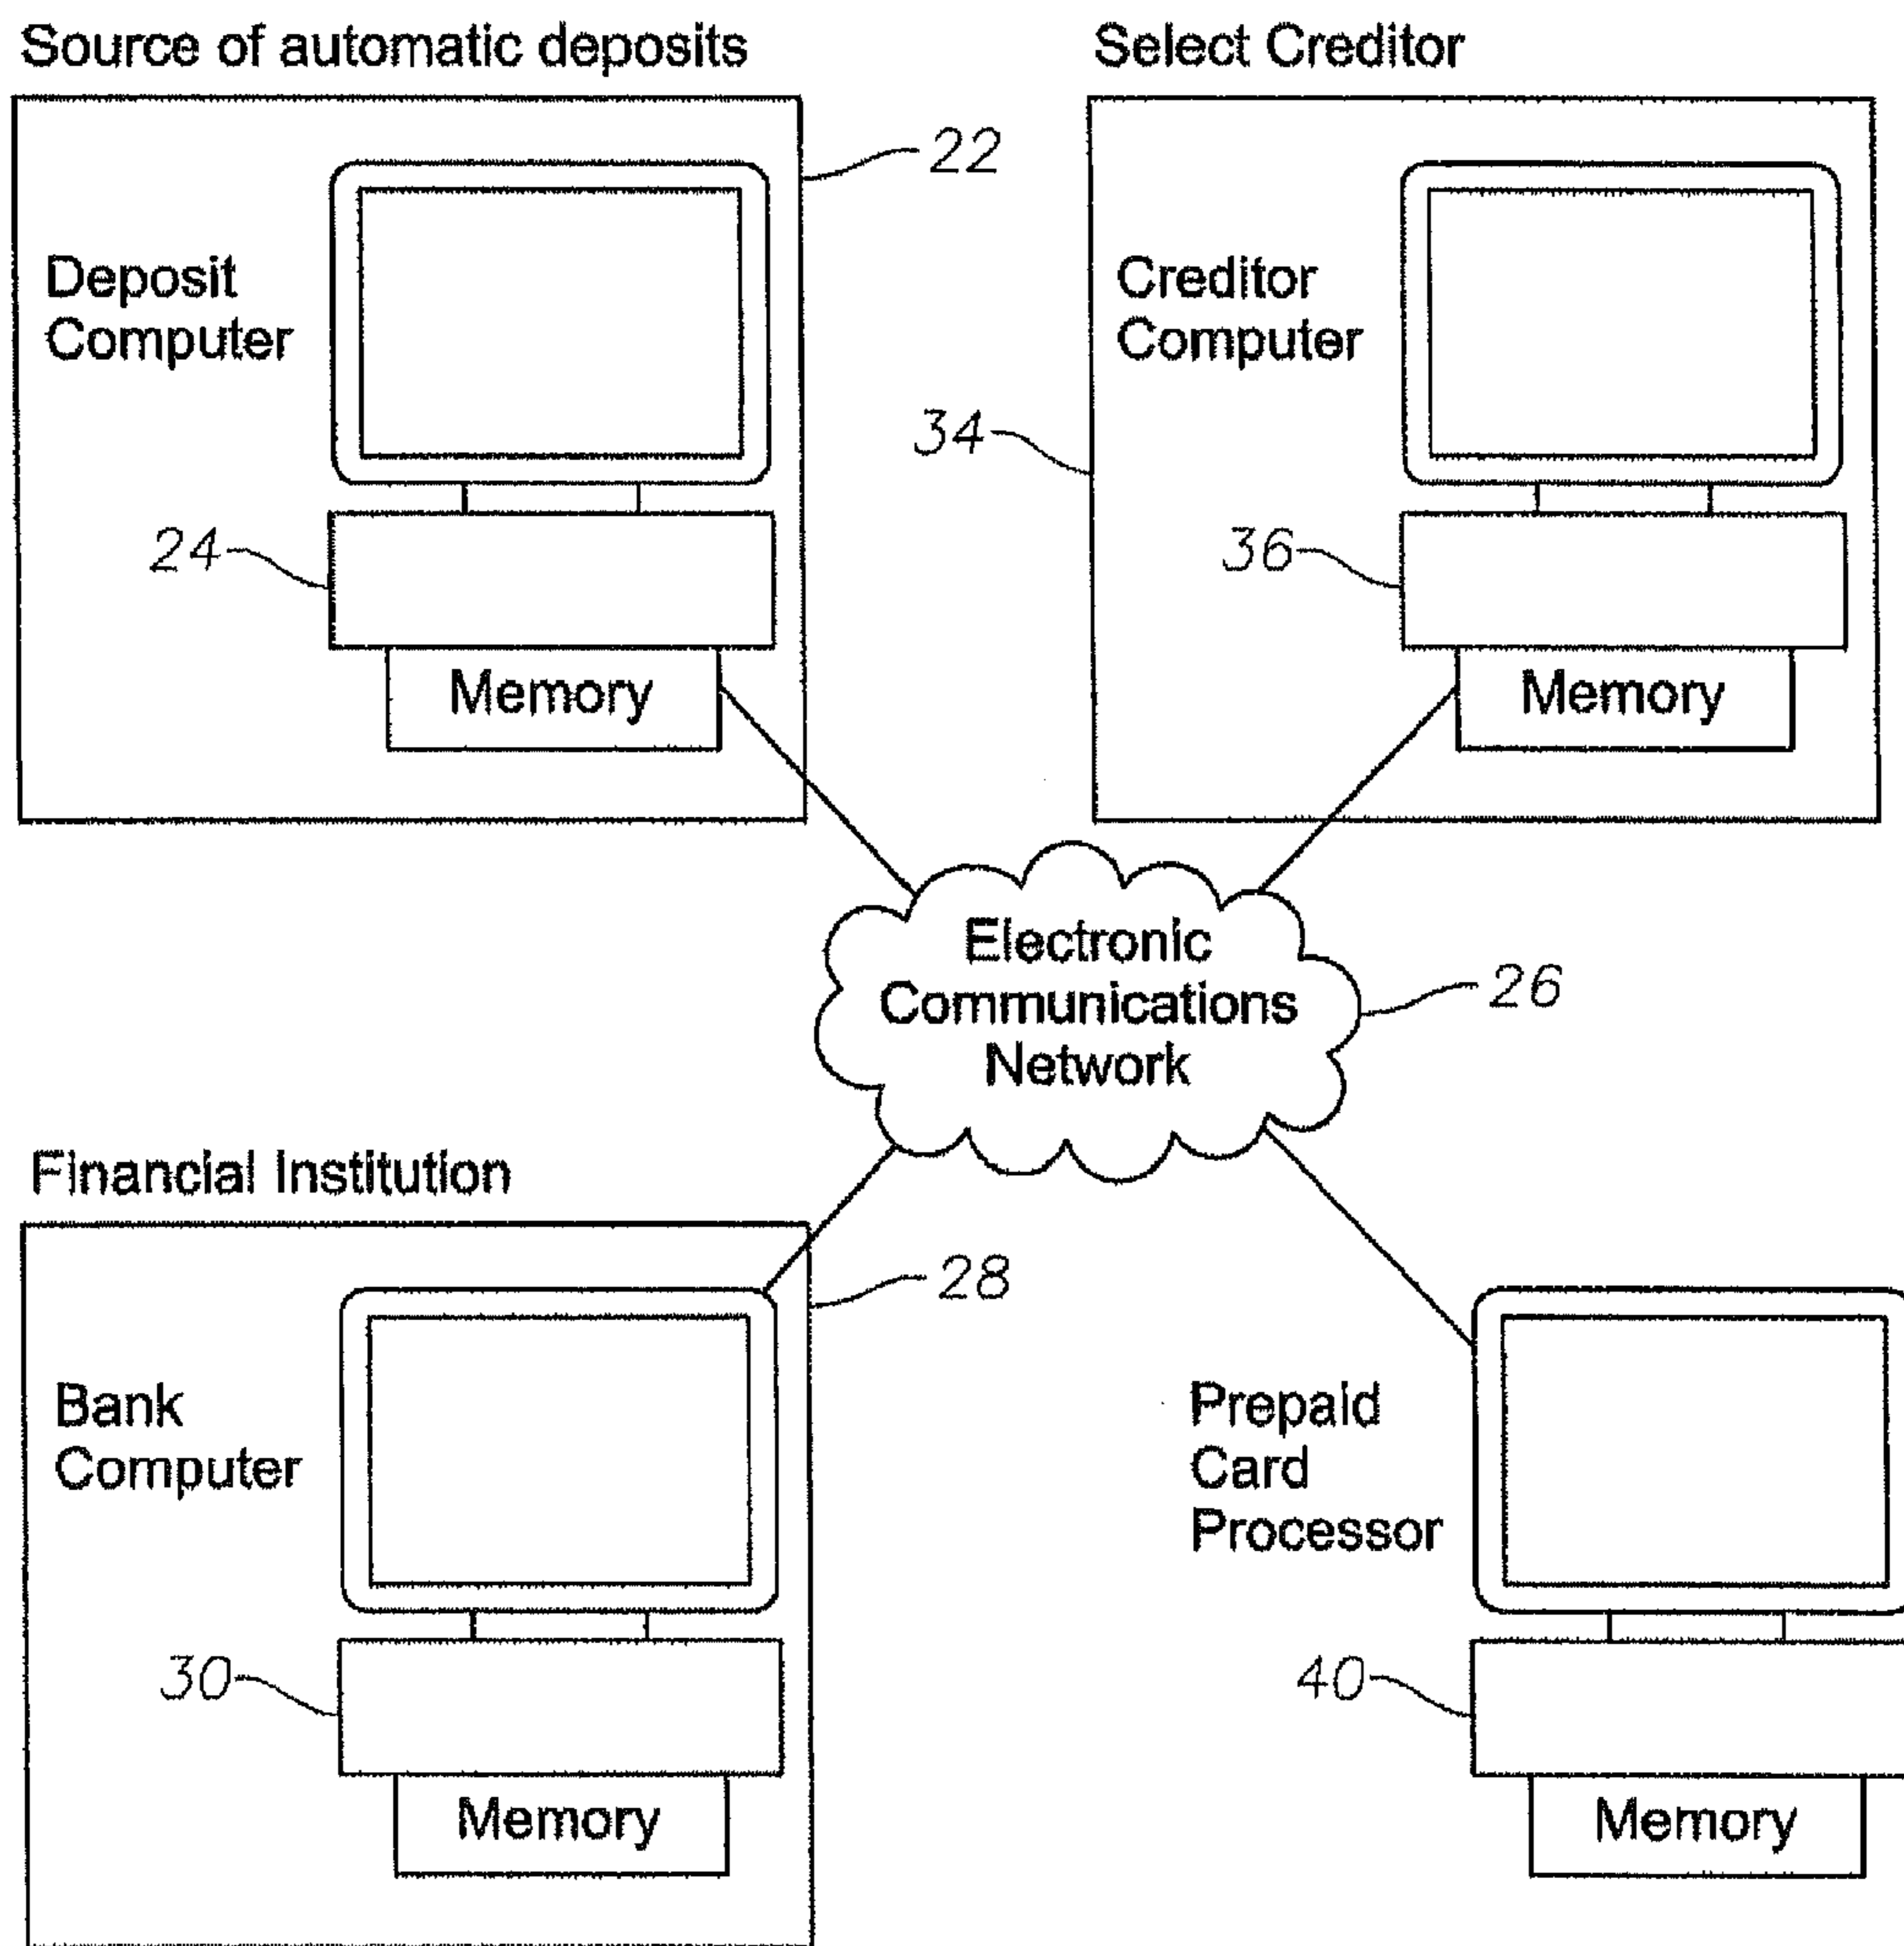 Source of automatic deposits
22
Deposit
Computer
24
Memory
Select Creditor
Creditor
Computer
34
36
Memory
Electronic
Communications
Network
26
Financial Institution
28
Bank
Computer
30
Memory
Prepaid
Card
Processor
40
Memory